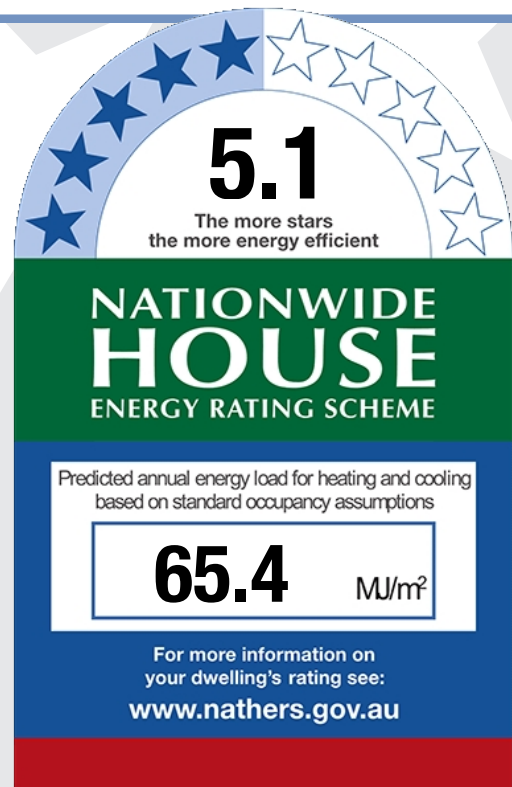 5.1
The more stars
the more energy efficient
NATIONWIDE
HOUSE
ENERGY RATING SCHEME
Predicted annual energy load for heating and cooling
based on standard occupancy assumptions
65.4 MJ/m²
For more information on
your dwelling's rating see:
www.nathers.gov.au